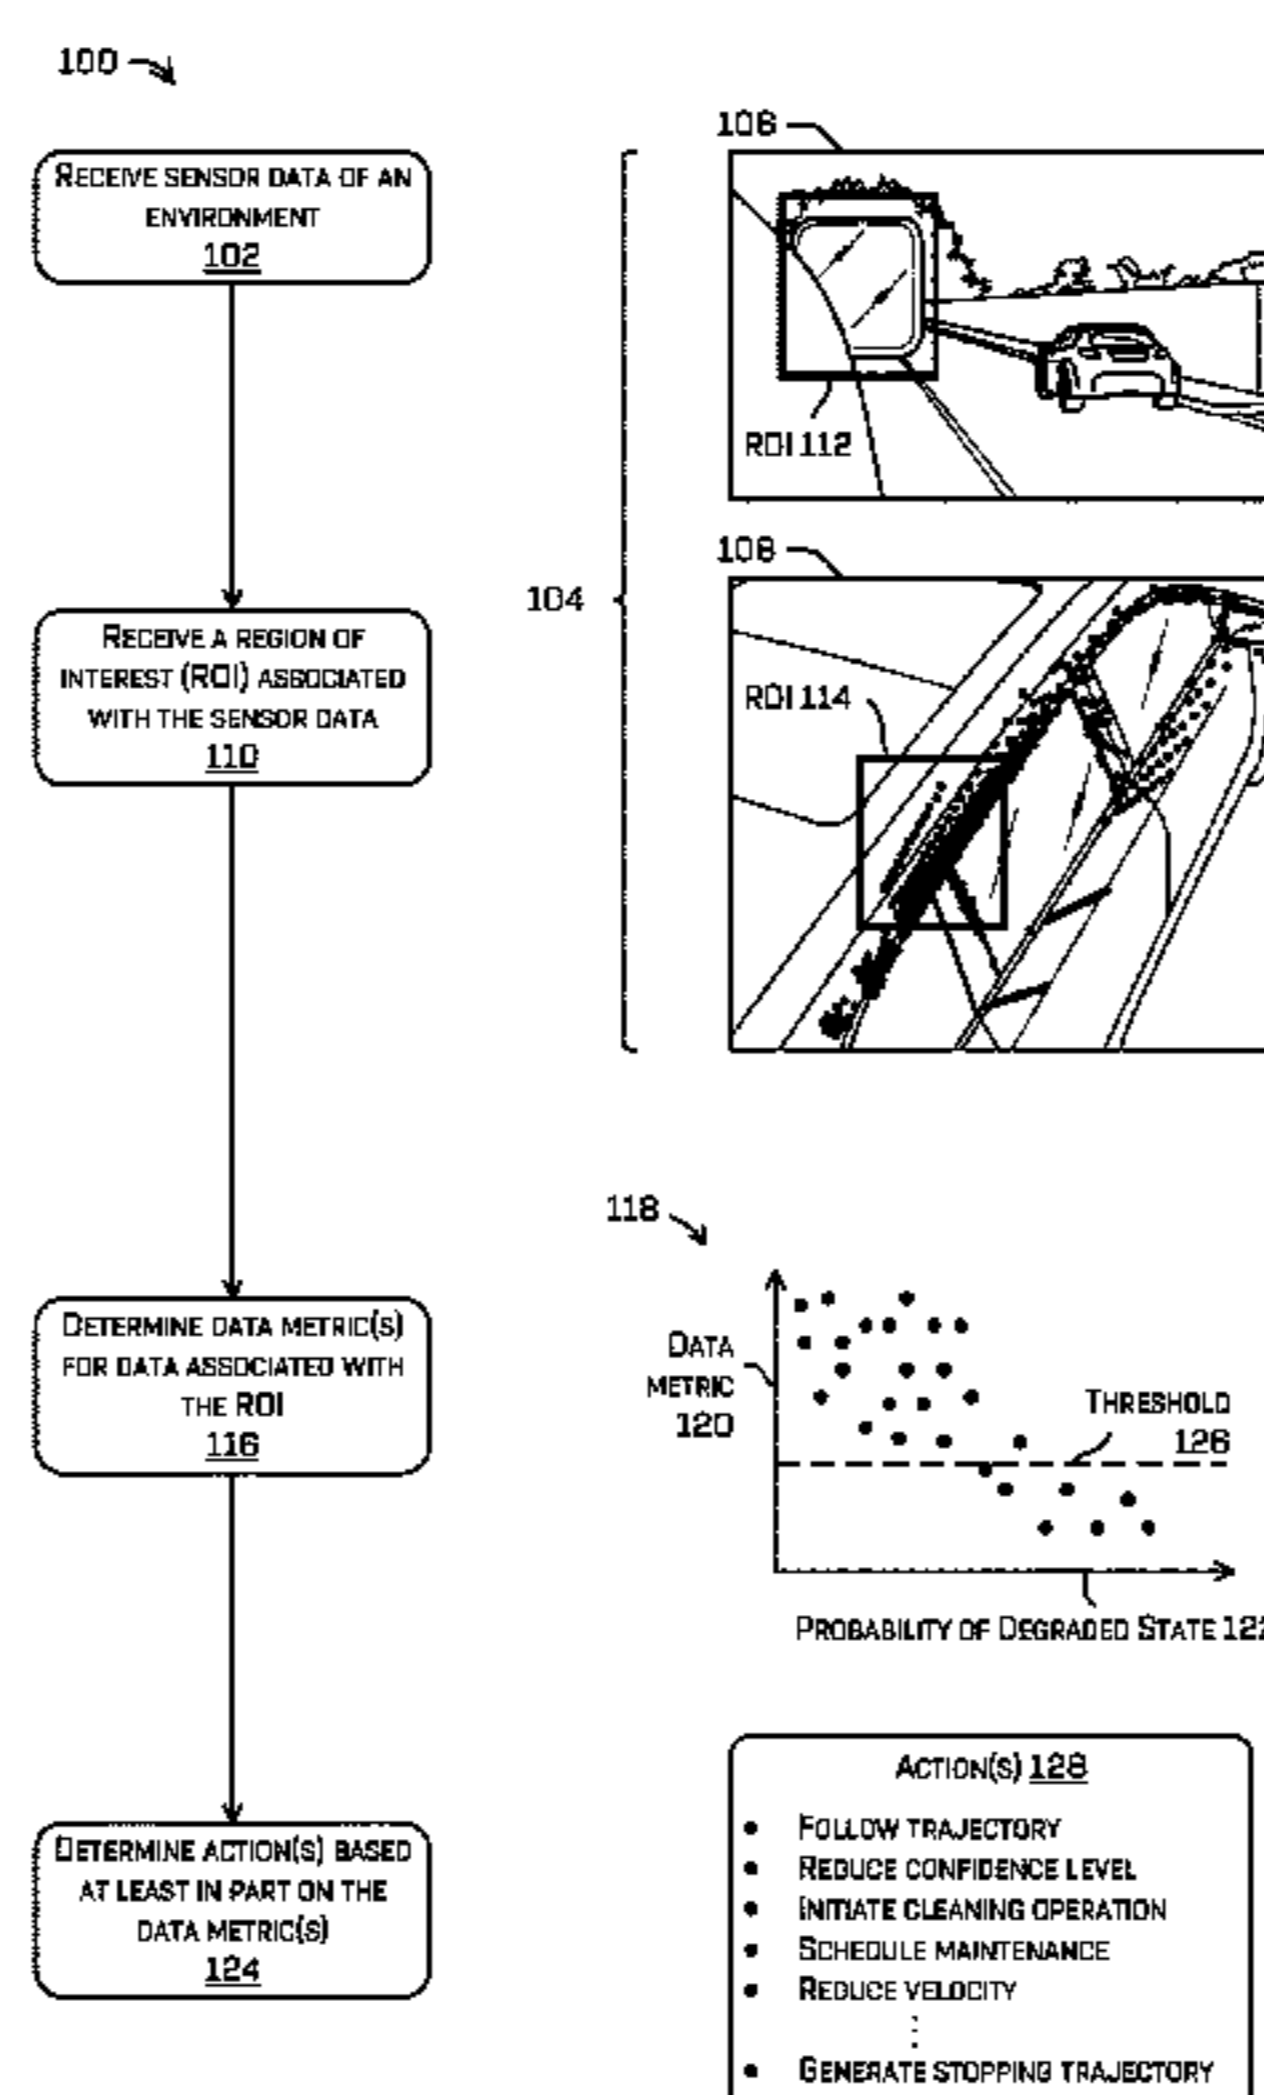 100
RECEIVE SENSOR DATA OF AN
ENVIRONMENT
102
RECEIVE A REGION OF
INTEREST (ROI) ASSOCIATED
WITH THE SENSOR DATA
110
DETERMINE DATA METRIC(S)
FOR DATA ASSOCIATED WITH
THE ROI
116
DETERMINE ACTION(S) BASED
AT LEAST IN PART ON THE
DATA METRIC(S)
124
104
106
ROI 112
108
ROI 114
118
DATA
METRIC
120
THRESHOLD
126
PROBABILITY OF DEGRADED STATE 122
ACTION(S) 128
• FOLLOW TRAJECTORY
• REDUCE CONFIDENCE LEVEL
• INITIATE CLEANING OPERATION
• SCHEDULE MAINTENANCE
• REDUCE VELOCITY
⋮
• GENERATE STOPPING TRAJECTORY